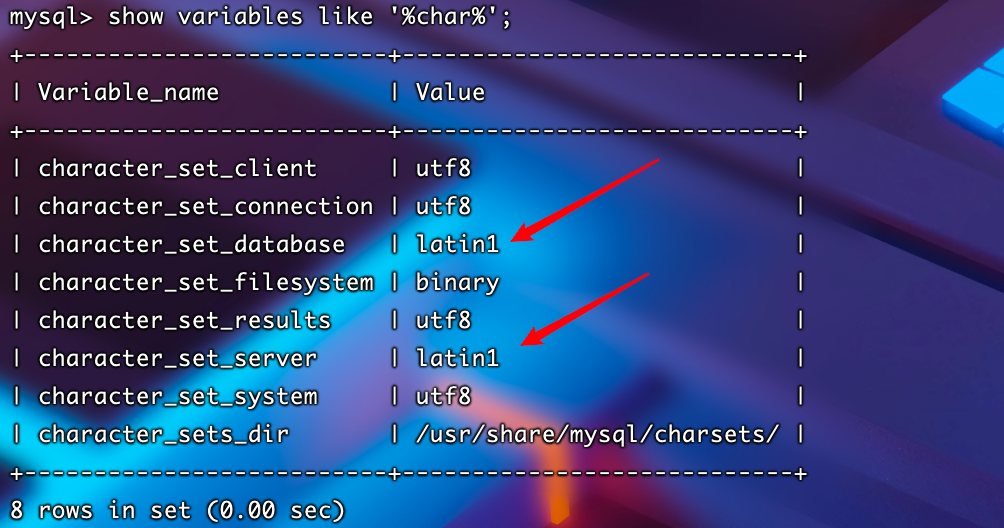 mysql> show variables like '%char%';
+--------------------------+----------------------------+
| Variable_name            | Value                      |
+--------------------------+----------------------------+
| character_set_client     | utf8                       |
| character_set_connection | utf8                       |
| character_set_database   | latin1                     |
| character_set_filesystem | binary                     |
| character_set_results    | utf8                       |
| character_set_server     | latin1                     |
| character_set_system     | utf8                       |
| character_sets_dir       | /usr/share/mysql/charsets/ |
+--------------------------+----------------------------+
8 rows in set (0.00 sec)